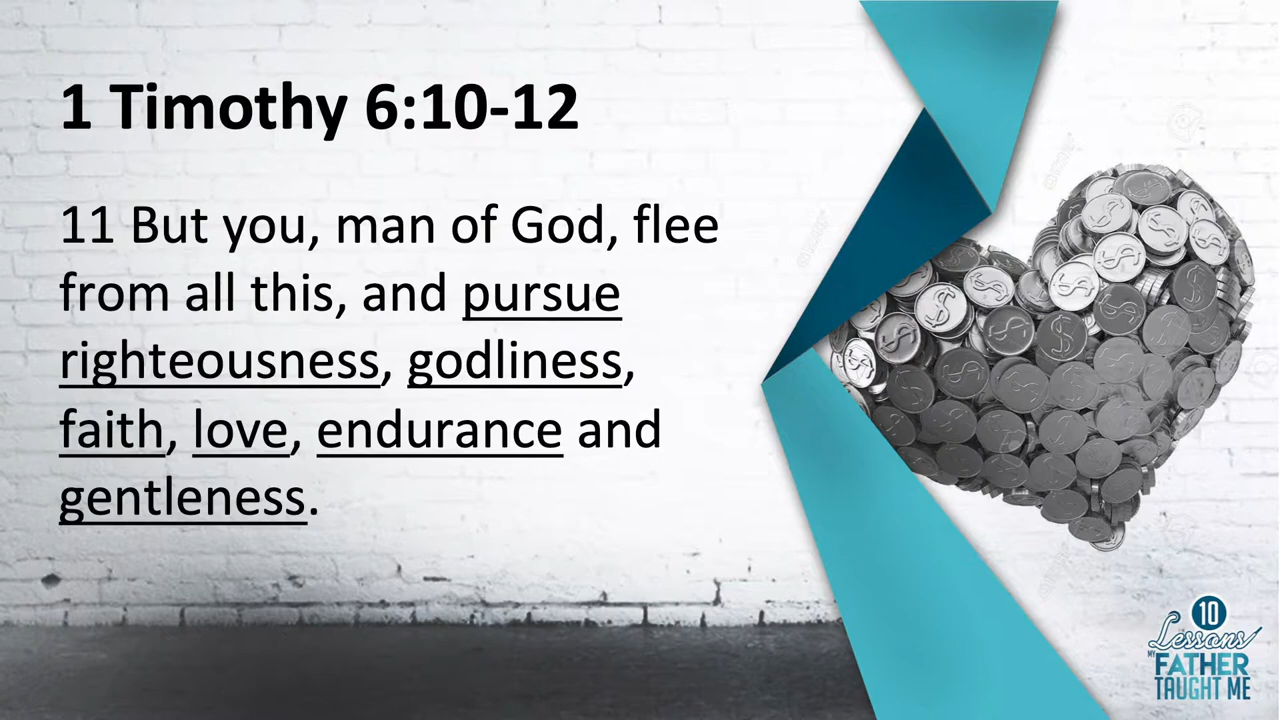 1 Timothy 6:10-12
11 But you, man of God, flee
from all this, and pursue
righteousness, godliness,
faith, love, endurance and
gentleness.
10
Lessons
MY
FATHER
TAUGHT ME